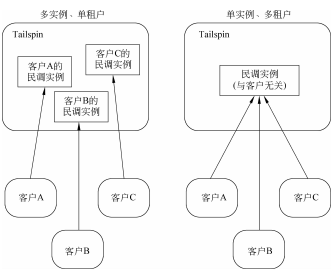 多实例、单租户
单实例、多租户
Tailspin
客户A的
民调实例
客户C的
民调实例
客户B的
民调实例
Tailspin
民调实例
(与客户无关)
客户A
客户C
客户B
客户A
客户C
客户B